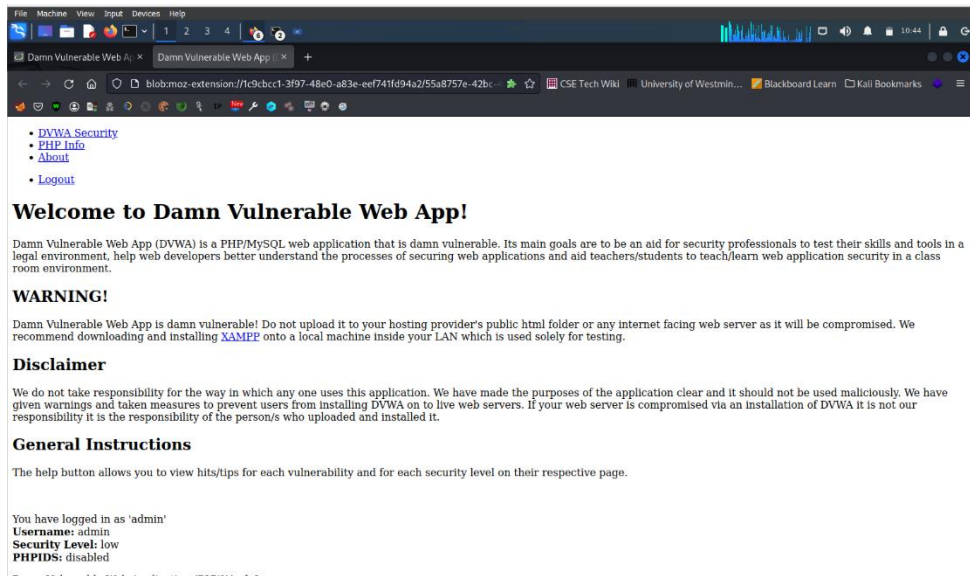 File Machine View Input Devices Help
1 2 3 4 10:44
Damn Vulnerable Web Ap × Damn Vulnerable Web App (( × +
blob:moz-extension://1c9cbcc1-3f97-48e0-a83e-eef741fd94a2/55a8757e-42bc- CSE Tech Wiki University of Westmin... Blackboard Learn Kali Bookmarks
• DVWA Security
• PHP Info
• About
• Logout
Welcome to Damn Vulnerable Web App!
Damn Vulnerable Web App (DVWA) is a PHP/MySQL web application that is damn vulnerable. Its main goals are to be an aid for security professionals to test their skills and tools in a
legal environment, help web developers better understand the processes of securing web applications and aid teachers/students to teach/learn web application security in a class
room environment.
WARNING!
Damn Vulnerable Web App is damn vulnerable! Do not upload it to your hosting provider's public html folder or any internet facing web server as it will be compromised. We
recommend downloading and installing XAMPP onto a local machine inside your LAN which is used solely for testing.
Disclaimer
We do not take responsibility for the way in which any one uses this application. We have made the purposes of the application clear and it should not be used maliciously. We have
given warnings and taken measures to prevent users from installing DVWA on to live web servers. If your web server is compromised via an installation of DVWA it is not our
responsibility it is the responsibility of the person/s who uploaded and installed it.
General Instructions
The help button allows you to view hits/tips for each vulnerability and for each security level on their respective page.
You have logged in as 'admin'
Username: admin
Security Level: low
PHPIDS: disabled